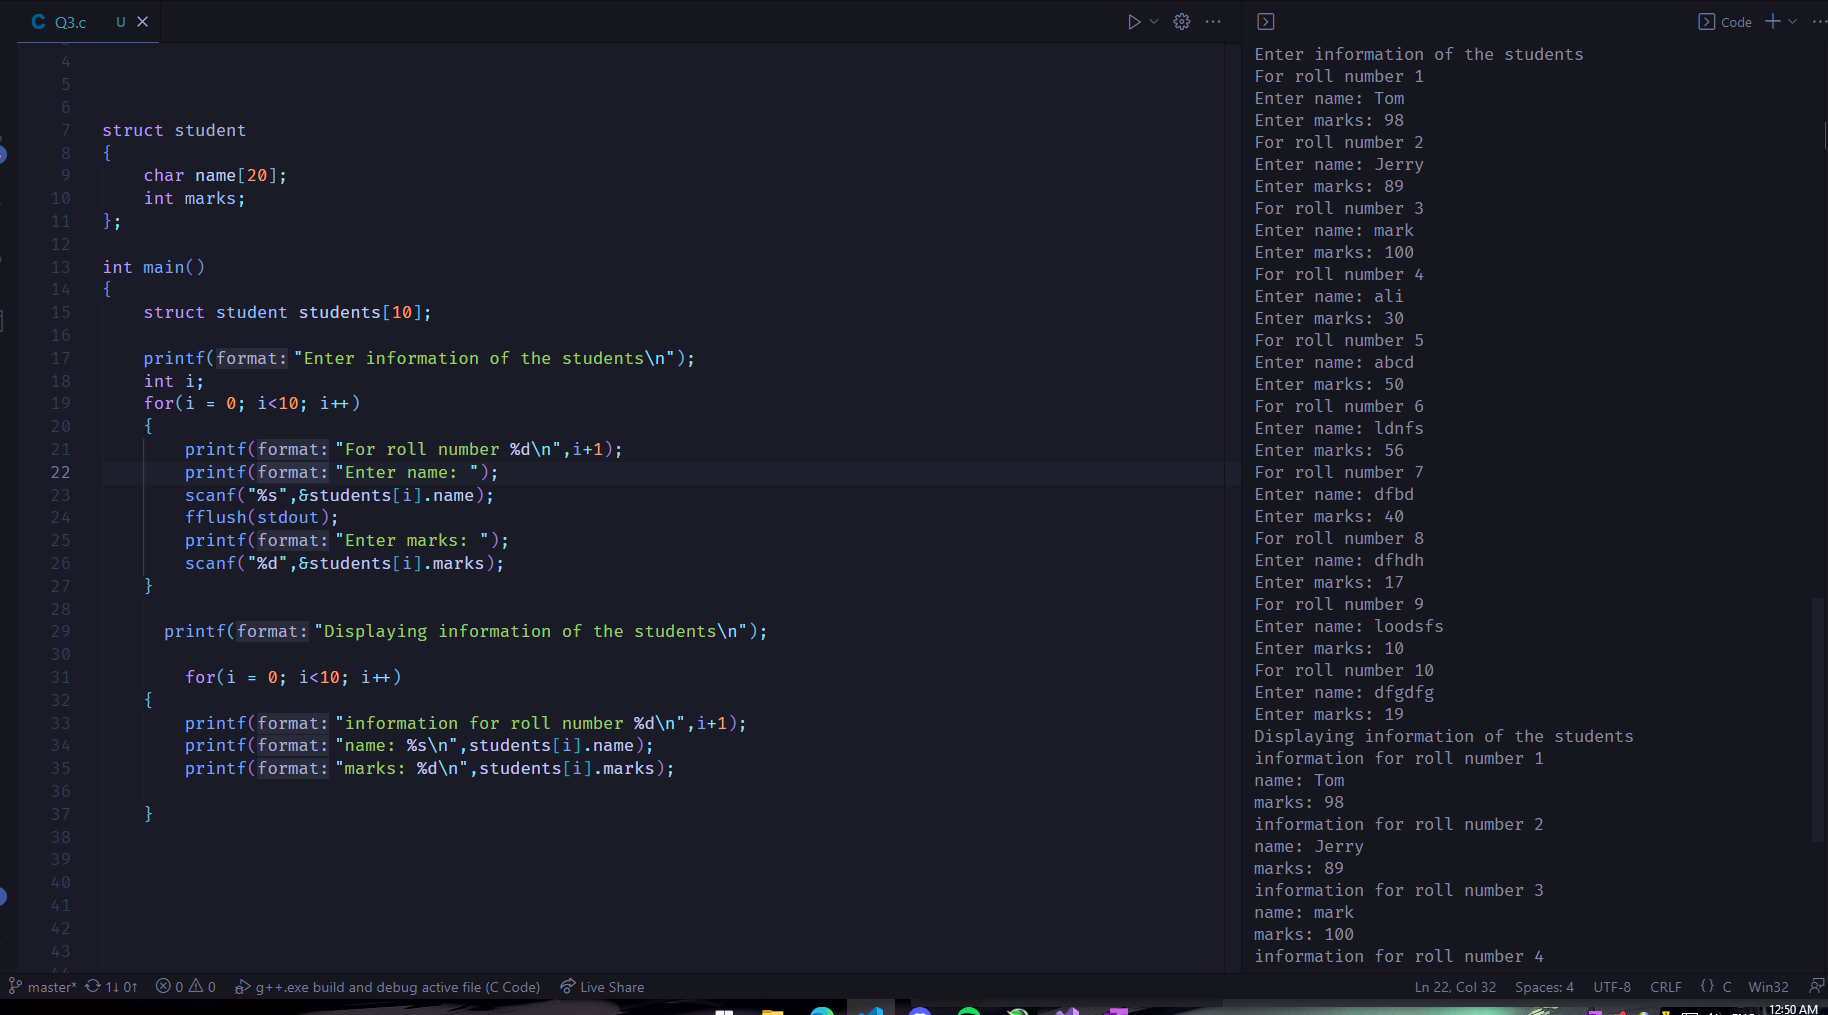 Q3.c U
Code
4
5
6
7 struct student
8 {
9 char name[20];
10 int marks;
11 };
12
13 int main()
14 {
15 struct student students[10];
16
17 printf(format:"Enter information of the students\n");
18 int i;
19 for(i = 0; i<10; i++)
20 {
21 printf(format:"For roll number %d\n",i+1);
22 printf(format:"Enter name: ");
23 scanf("%s",&students[i].name);
24 fflush(stdout);
25 printf(format:"Enter marks: ");
26 scanf("%d",&students[i].marks);
27 }
28
29 printf(format:"Displaying information of the students\n");
30
31 for(i = 0; i<10; i++)
32 {
33 printf(format:"information for roll number %d\n",i+1);
34 printf(format:"name: %s\n",students[i].name);
35 printf(format:"marks: %d\n",students[i].marks);
36
37 }
38
39
40
41
42
43
Enter information of the students
For roll number 1
Enter name: Tom
Enter marks: 98
For roll number 2
Enter name: Jerry
Enter marks: 89
For roll number 3
Enter name: mark
Enter marks: 100
For roll number 4
Enter name: ali
Enter marks: 30
For roll number 5
Enter name: abcd
Enter marks: 50
For roll number 6
Enter name: ldnfs
Enter marks: 56
For roll number 7
Enter name: dfbd
Enter marks: 40
For roll number 8
Enter name: dfhdh
Enter marks: 17
For roll number 9
Enter name: loodsfs
Enter marks: 10
For roll number 10
Enter name: dfgdfg
Enter marks: 19
Displaying information of the students
information for roll number 1
name: Tom
marks: 98
information for roll number 2
name: Jerry
marks: 89
information for roll number 3
name: mark
marks: 100
information for roll number 4
master* 1↓ 0↑ 0 0 g++.exe build and debug active file (C Code) Live Share Ln 22, Col 32 Spaces: 4 UTF-8 CRLF {} C Win32
12:50 AM